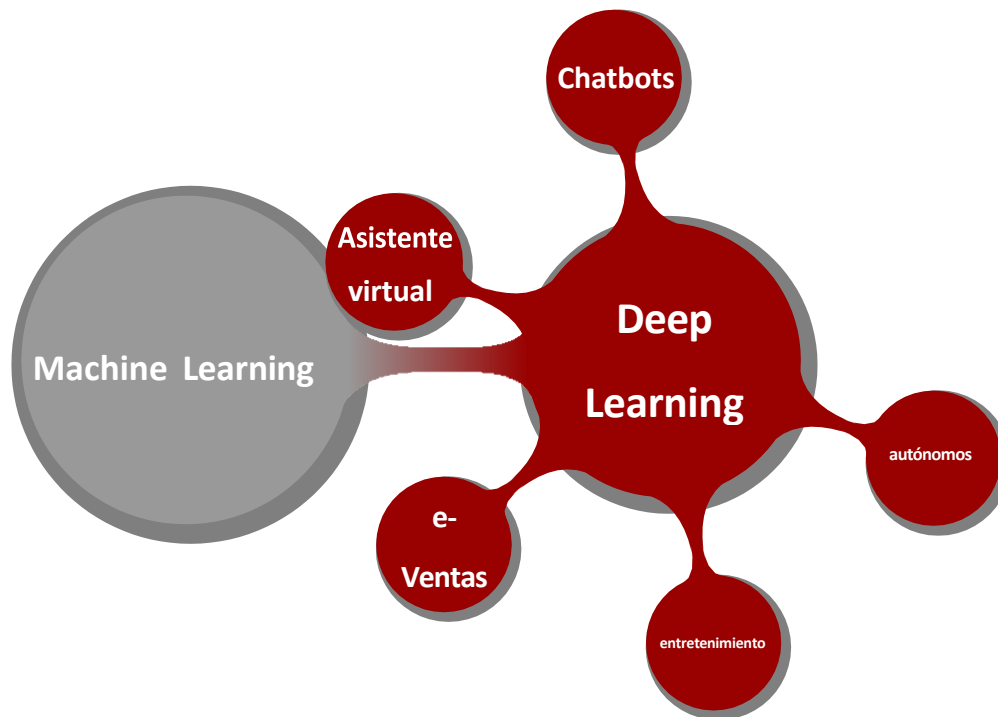 Chatbots
Asistente
virtual
Deep
Learning
Machine Learning
autónomos
e-
Ventas
entretenimiento